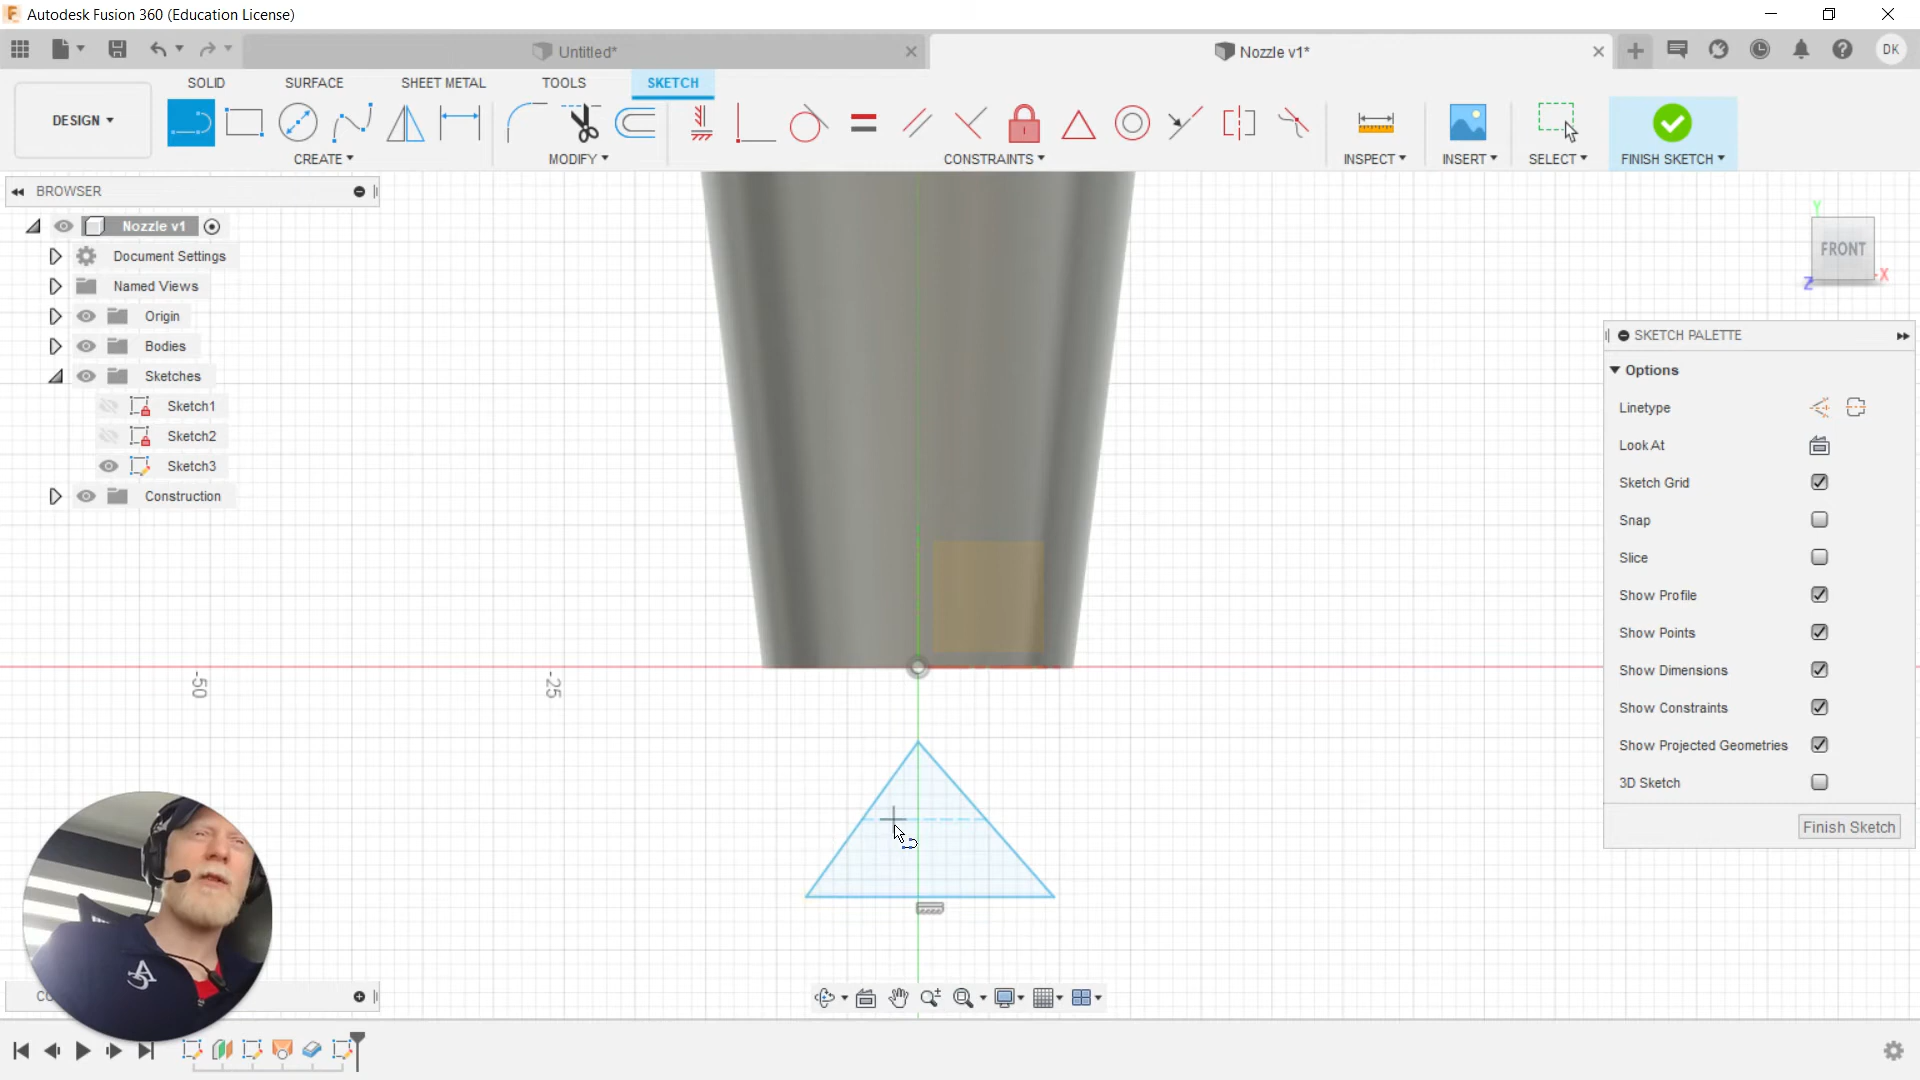 Autodesk Fusion 360 (Education License)
Untitled*
Nozzle v1*
DK
SOLID
SURFACE
SHEET METAL
TOOLS
SKETCH
DESIGN
CREATE
MODIFY
CONSTRAINTS
INSPECT
INSERT
SELECT
FINISH SKETCH
BROWSER
Nozzle v1
Document Settings
Named Views
Origin
Bodies
Sketches
Sketch1
Sketch2
Sketch3
Construction
-50
-25
Y
FRONT
X
Z
SKETCH PALETTE
Options
Linetype
Look At
Sketch Grid
Snap
Slice
Show Profile
Show Points
Show Dimensions
Show Constraints
Show Projected Geometries
3D Sketch
Finish Sketch